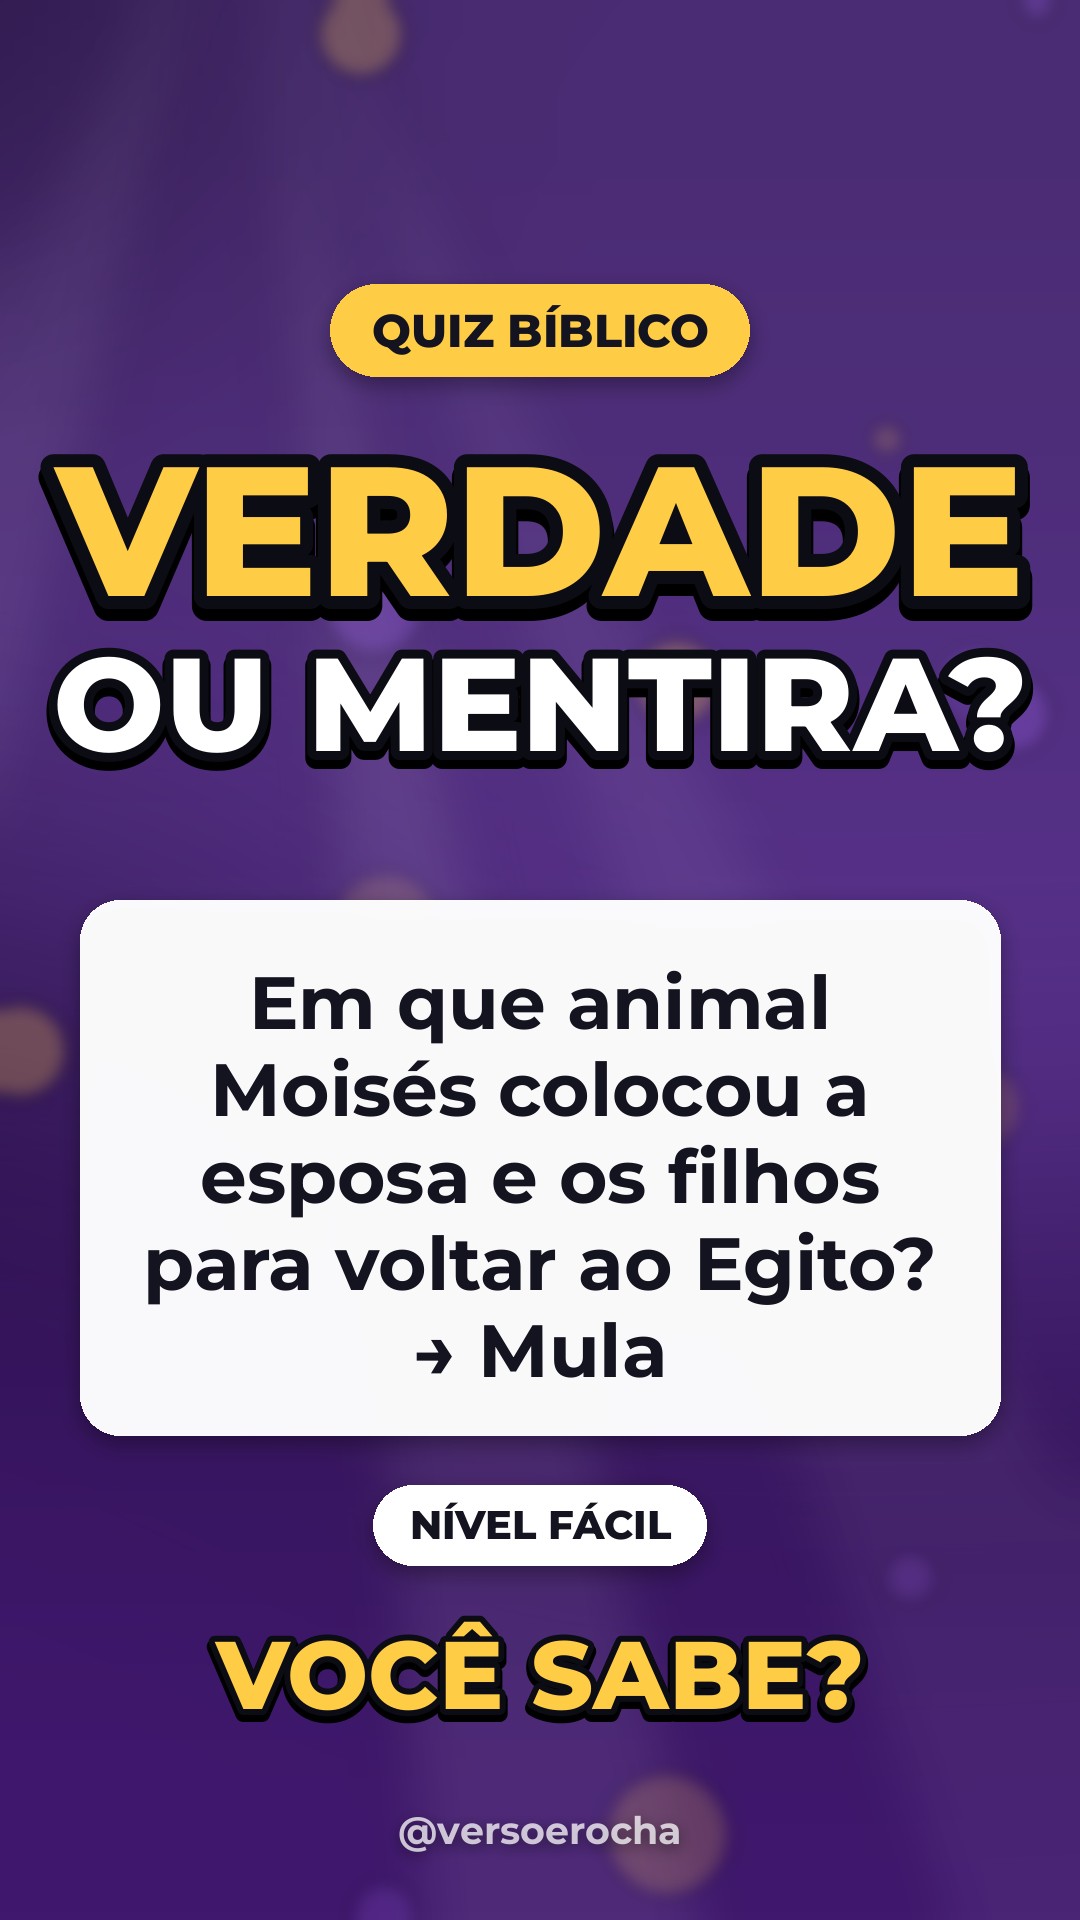 QUIZ BÍBLICO
VERDADE
OU MENTIRA?
Em que animal
Moisés colocou a
esposa e os filhos
para voltar ao Egito?
→ Mula
NÍVEL FÁCIL
VOCÊ SABE?
@versoerocha